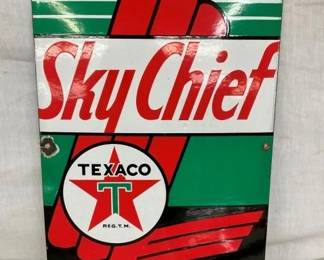 Sky Chief
TEXACO
T
REG. T. M.